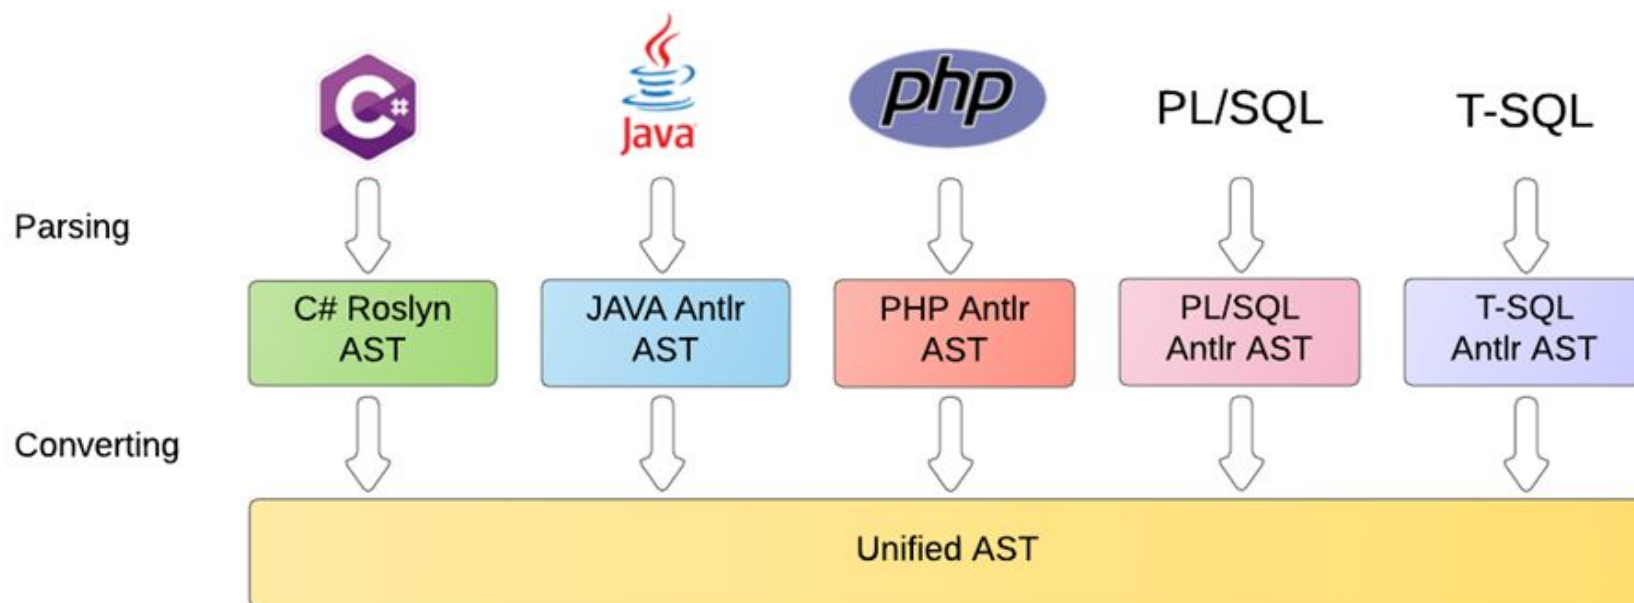 C#
Java
php
PL/SQL
T-SQL
Parsing
C# Roslyn
AST
JAVA Antlr
AST
PHP Antlr
AST
PL/SQL
Antlr AST
T-SQL
Antlr AST
Converting
Unified AST